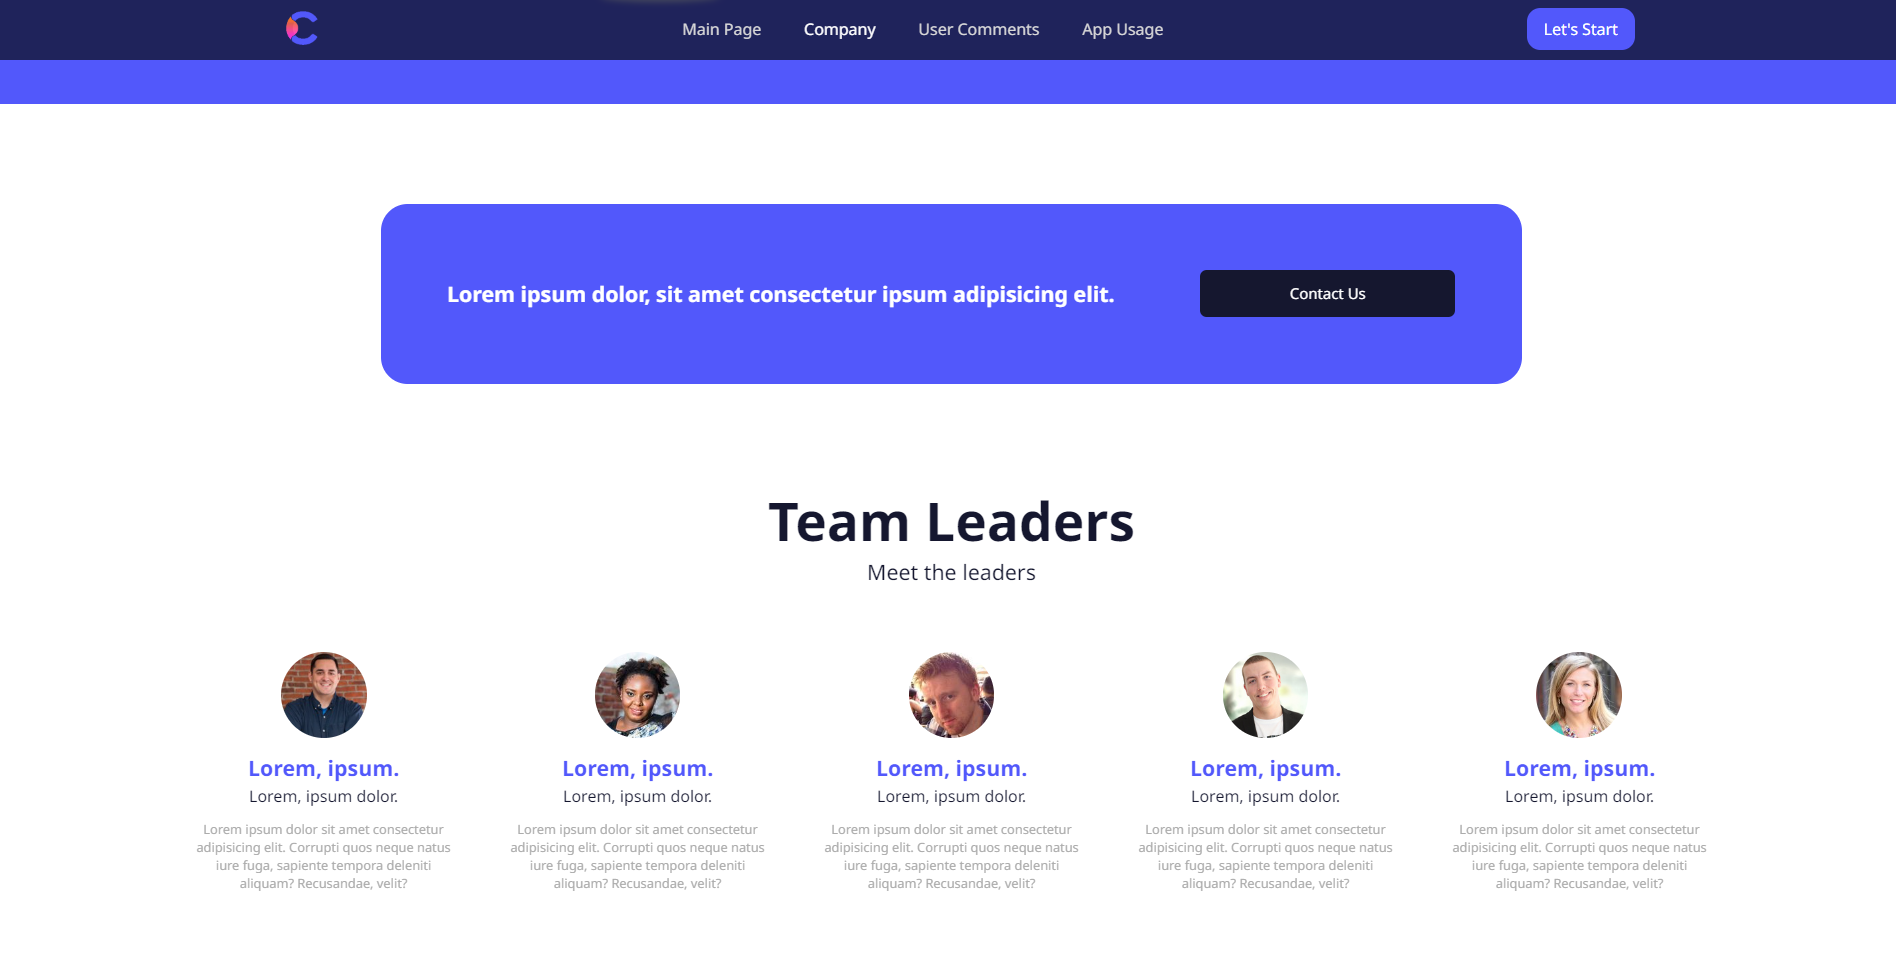 Main Page Company User Comments App Usage Let's Start
Lorem ipsum dolor, sit amet consectetur ipsum adipisicing elit. Contact Us
Team Leaders
Meet the leaders
Lorem, ipsum.
Lorem, ipsum dolor.
Lorem ipsum dolor sit amet consectetur
adipisicing elit. Corrupti quos neque natus
iure fuga, sapiente tempora deleniti
aliquam? Recusandae, velit?
Lorem, ipsum.
Lorem, ipsum dolor.
Lorem ipsum dolor sit amet consectetur
adipisicing elit. Corrupti quos neque natus
iure fuga, sapiente tempora deleniti
aliquam? Recusandae, velit?
Lorem, ipsum.
Lorem, ipsum dolor.
Lorem ipsum dolor sit amet consectetur
adipisicing elit. Corrupti quos neque natus
iure fuga, sapiente tempora deleniti
aliquam? Recusandae, velit?
Lorem, ipsum.
Lorem, ipsum dolor.
Lorem ipsum dolor sit amet consectetur
adipisicing elit. Corrupti quos neque natus
iure fuga, sapiente tempora deleniti
aliquam? Recusandae, velit?
Lorem, ipsum.
Lorem, ipsum dolor.
Lorem ipsum dolor sit amet consectetur
adipisicing elit. Corrupti quos neque natus
iure fuga, sapiente tempora deleniti
aliquam? Recusandae, velit?